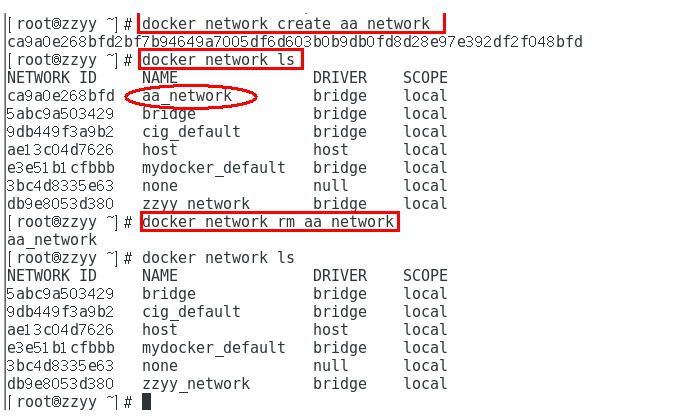 [root@zzyy ~]# docker network create aa_network
ca9a0e268bfd2bf7b94649a7005df6d603b0b9db0fd8d28e97e392df2f048bfd
[root@zzyy ~]# docker network ls
NETWORK ID NAME DRIVER SCOPE
ca9a0e268bfd aa_network bridge local
5abc9a503429 bridge bridge local
9db449f3a9b2 cig_default bridge local
ae13c04d7626 host host local
e3e51b1cfbbb mydocker_default bridge local
3bc4d8335e63 none null local
db9e8053d380 zzyy_network bridge local
[root@zzyy ~]# docker network rm aa_network
aa_network
[root@zzyy ~]# docker network ls
NETWORK ID NAME DRIVER SCOPE
5abc9a503429 bridge bridge local
9db449f3a9b2 cig_default bridge local
ae13c04d7626 host host local
e3e51b1cfbbb mydocker_default bridge local
3bc4d8335e63 none null local
db9e8053d380 zzyy_network bridge local
[root@zzyy ~]#